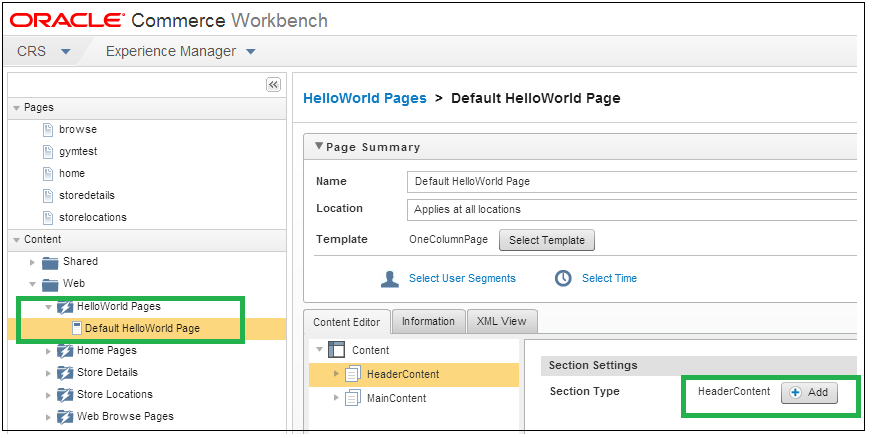 ORACLE Commerce Workbench
CRS Experience Manager
Pages
browse
gymtest
home
storedetails
storelocations
Content
Shared
Web
HelloWorld Pages
Default HelloWorld Page
Home Pages
Store Details
Store Locations
Web Browse Pages
HelloWorld Pages > Default HelloWorld Page
Page Summary
Name Default HelloWorld Page
Location Applies at all locations
Template OneColumnPage Select Template
Select User Segments Select Time
Content Editor Information XML View
Content
HeaderContent
MainContent
Section Settings
Section Type HeaderContent Add